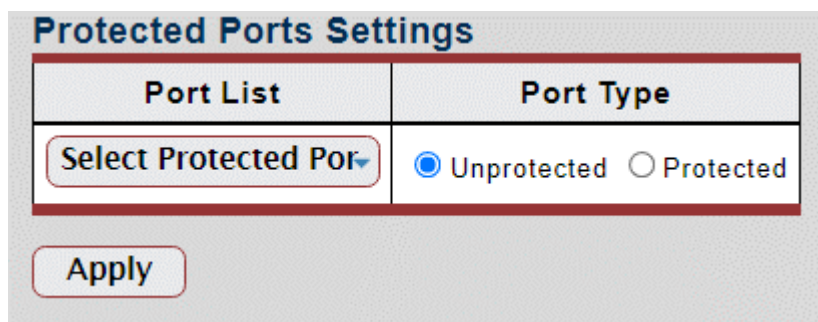 Protected Ports Settings
Port List Port Type
Select Protected Por Unprotected Protected
Apply